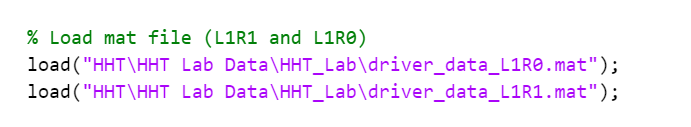 % Load mat file (L1R1 and L1R0)
load("HHT\HHT Lab Data\HHT_Lab\driver_data_L1R0.mat");
load("HHT\HHT Lab Data\HHT_Lab\driver_data_L1R1.mat");